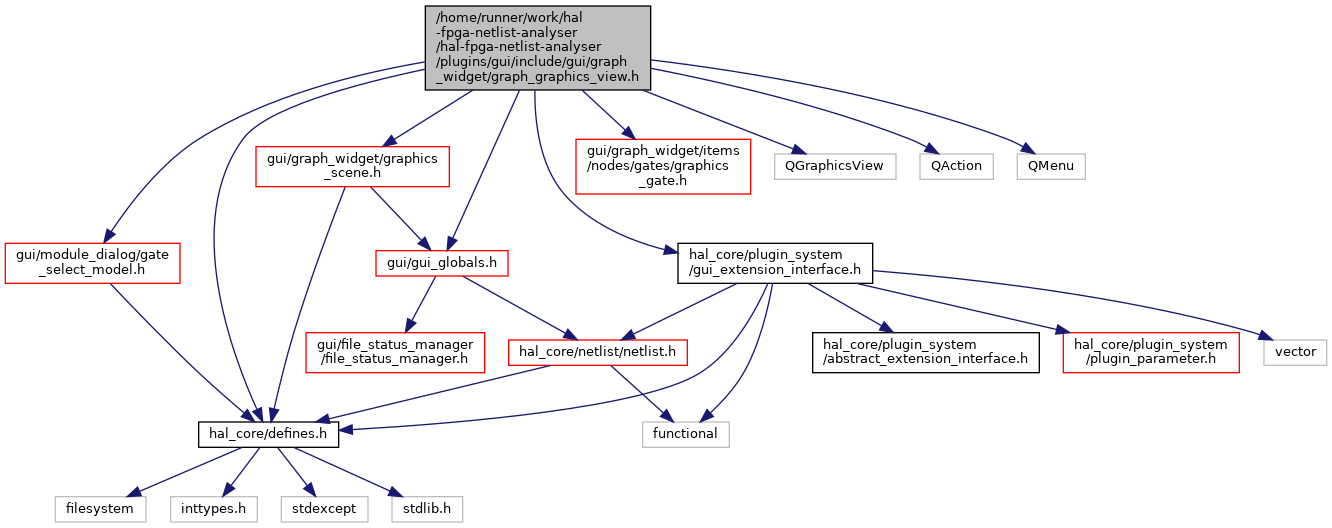 /home/runner/work/hal
-fpga-netlist-analyser
/hal-fpga-netlist-analyser
/plugins/gui/include/gui/graph
_widget/graph_graphics_view.h
gui/graph_widget/graphics
_scene.h
gui/graph_widget/items
/nodes/gates/graphics
_gate.h
QGraphicsView
QAction
QMenu
gui/module_dialog/gate
_select_model.h
gui/gui_globals.h
hal_core/plugin_system
/gui_extension_interface.h
gui/file_status_manager
/file_status_manager.h
hal_core/netlist/netlist.h
hal_core/plugin_system
/abstract_extension_interface.h
hal_core/plugin_system
/plugin_parameter.h
vector
hal_core/defines.h
functional
filesystem
inttypes.h
stdexcept
stdlib.h